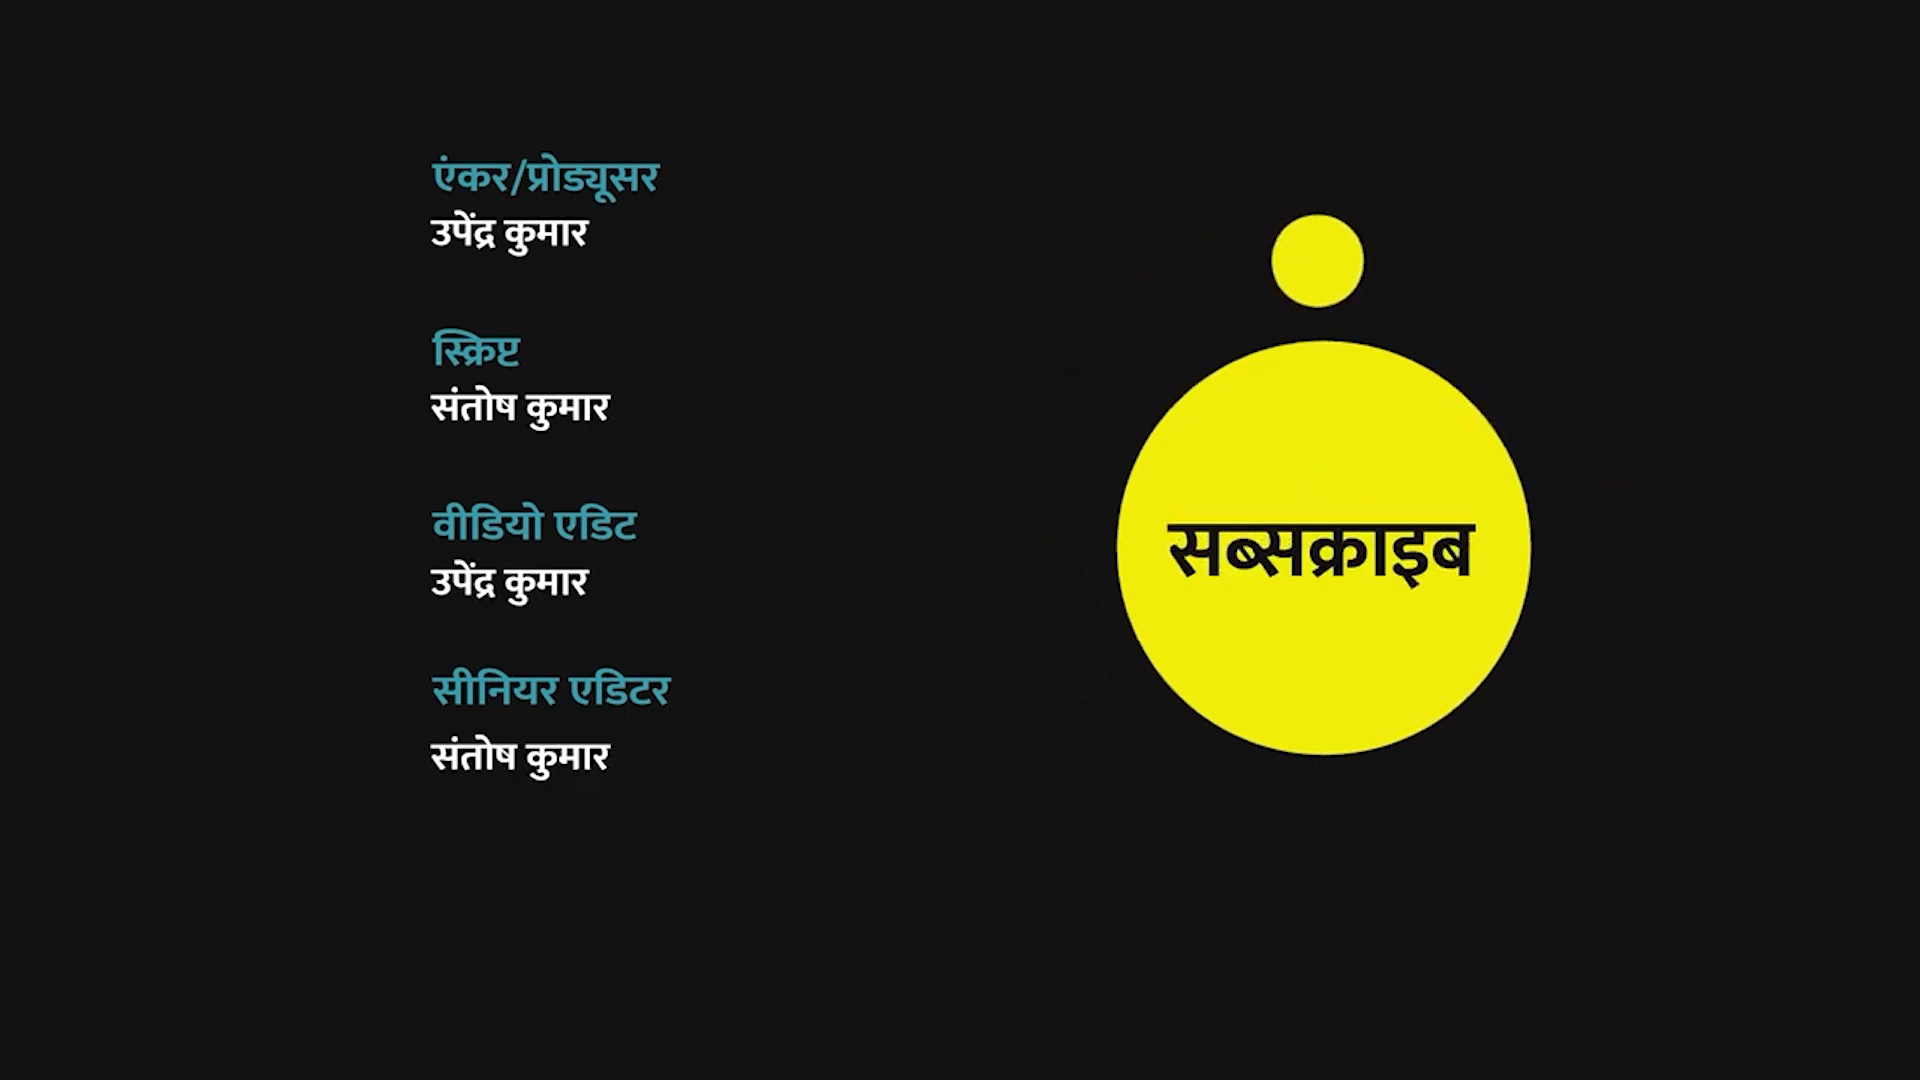 एंकर/प्रोड्यूसर
उपेंद्र कुमार
स्क्रिप्ट
संतोष कुमार
वीडियो एडिट
उपेंद्र कुमार
सीनियर एडिटर
संतोष कुमार
सब्सक्राइब